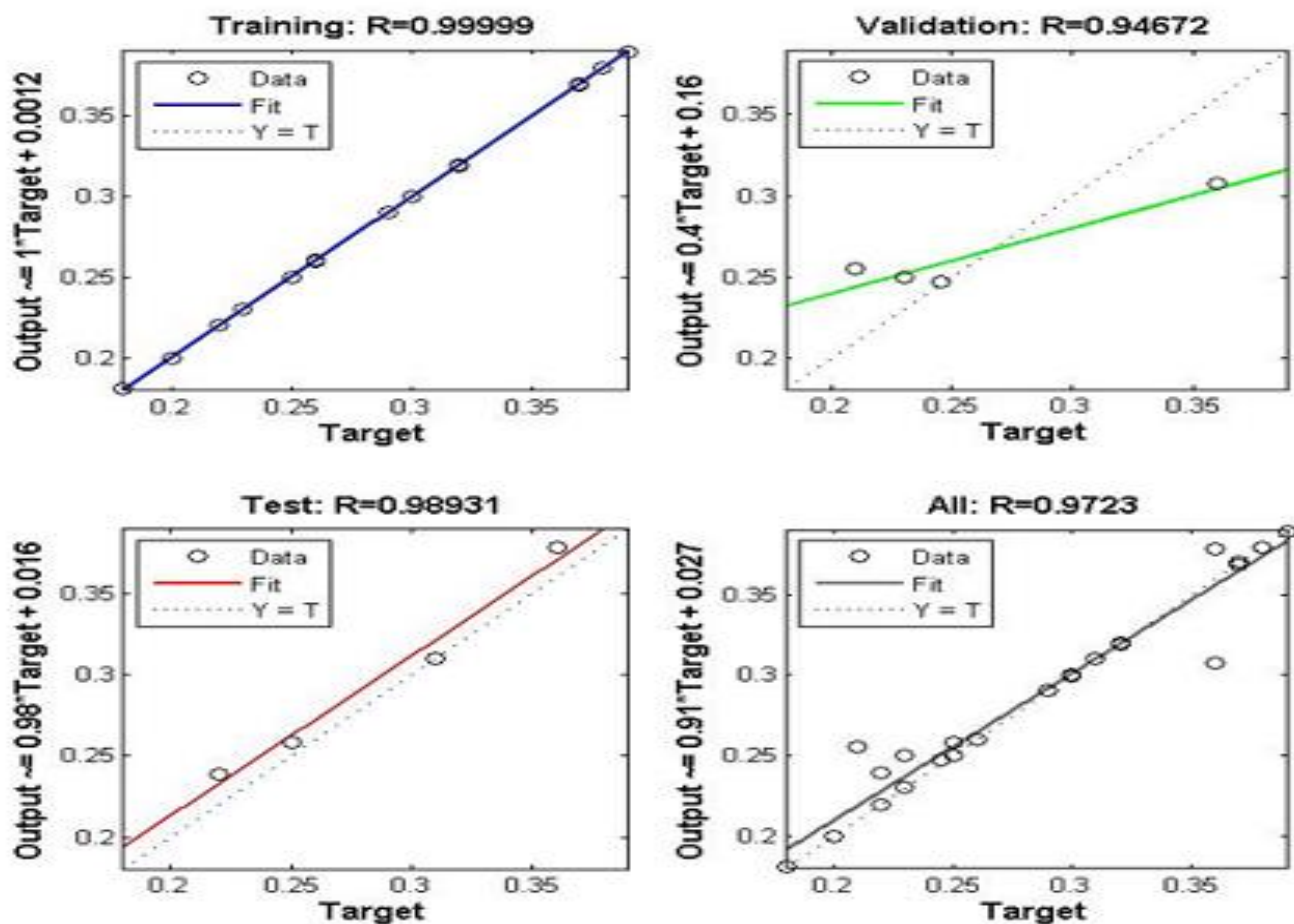 Training: R=0.99999
Output ~= 1*Target + 0.0012
Data
Fit
Y = T
0.35
0.3
0.25
0.2
0.2 0.25 0.3 0.35
Target
Validation: R=0.94672
Output ~= 0.4*Target + 0.16
Data
Fit
Y = T
0.35
0.3
0.25
0.2
0.2 0.25 0.3 0.35
Target
Test: R=0.98931
Output ~= 0.98*Target + 0.016
Data
Fit
Y = T
0.35
0.3
0.25
0.2
0.2 0.25 0.3 0.35
Target
All: R=0.9723
Output ~= 0.91*Target + 0.027
Data
Fit
Y = T
0.35
0.3
0.25
0.2
0.2 0.25 0.3 0.35
Target